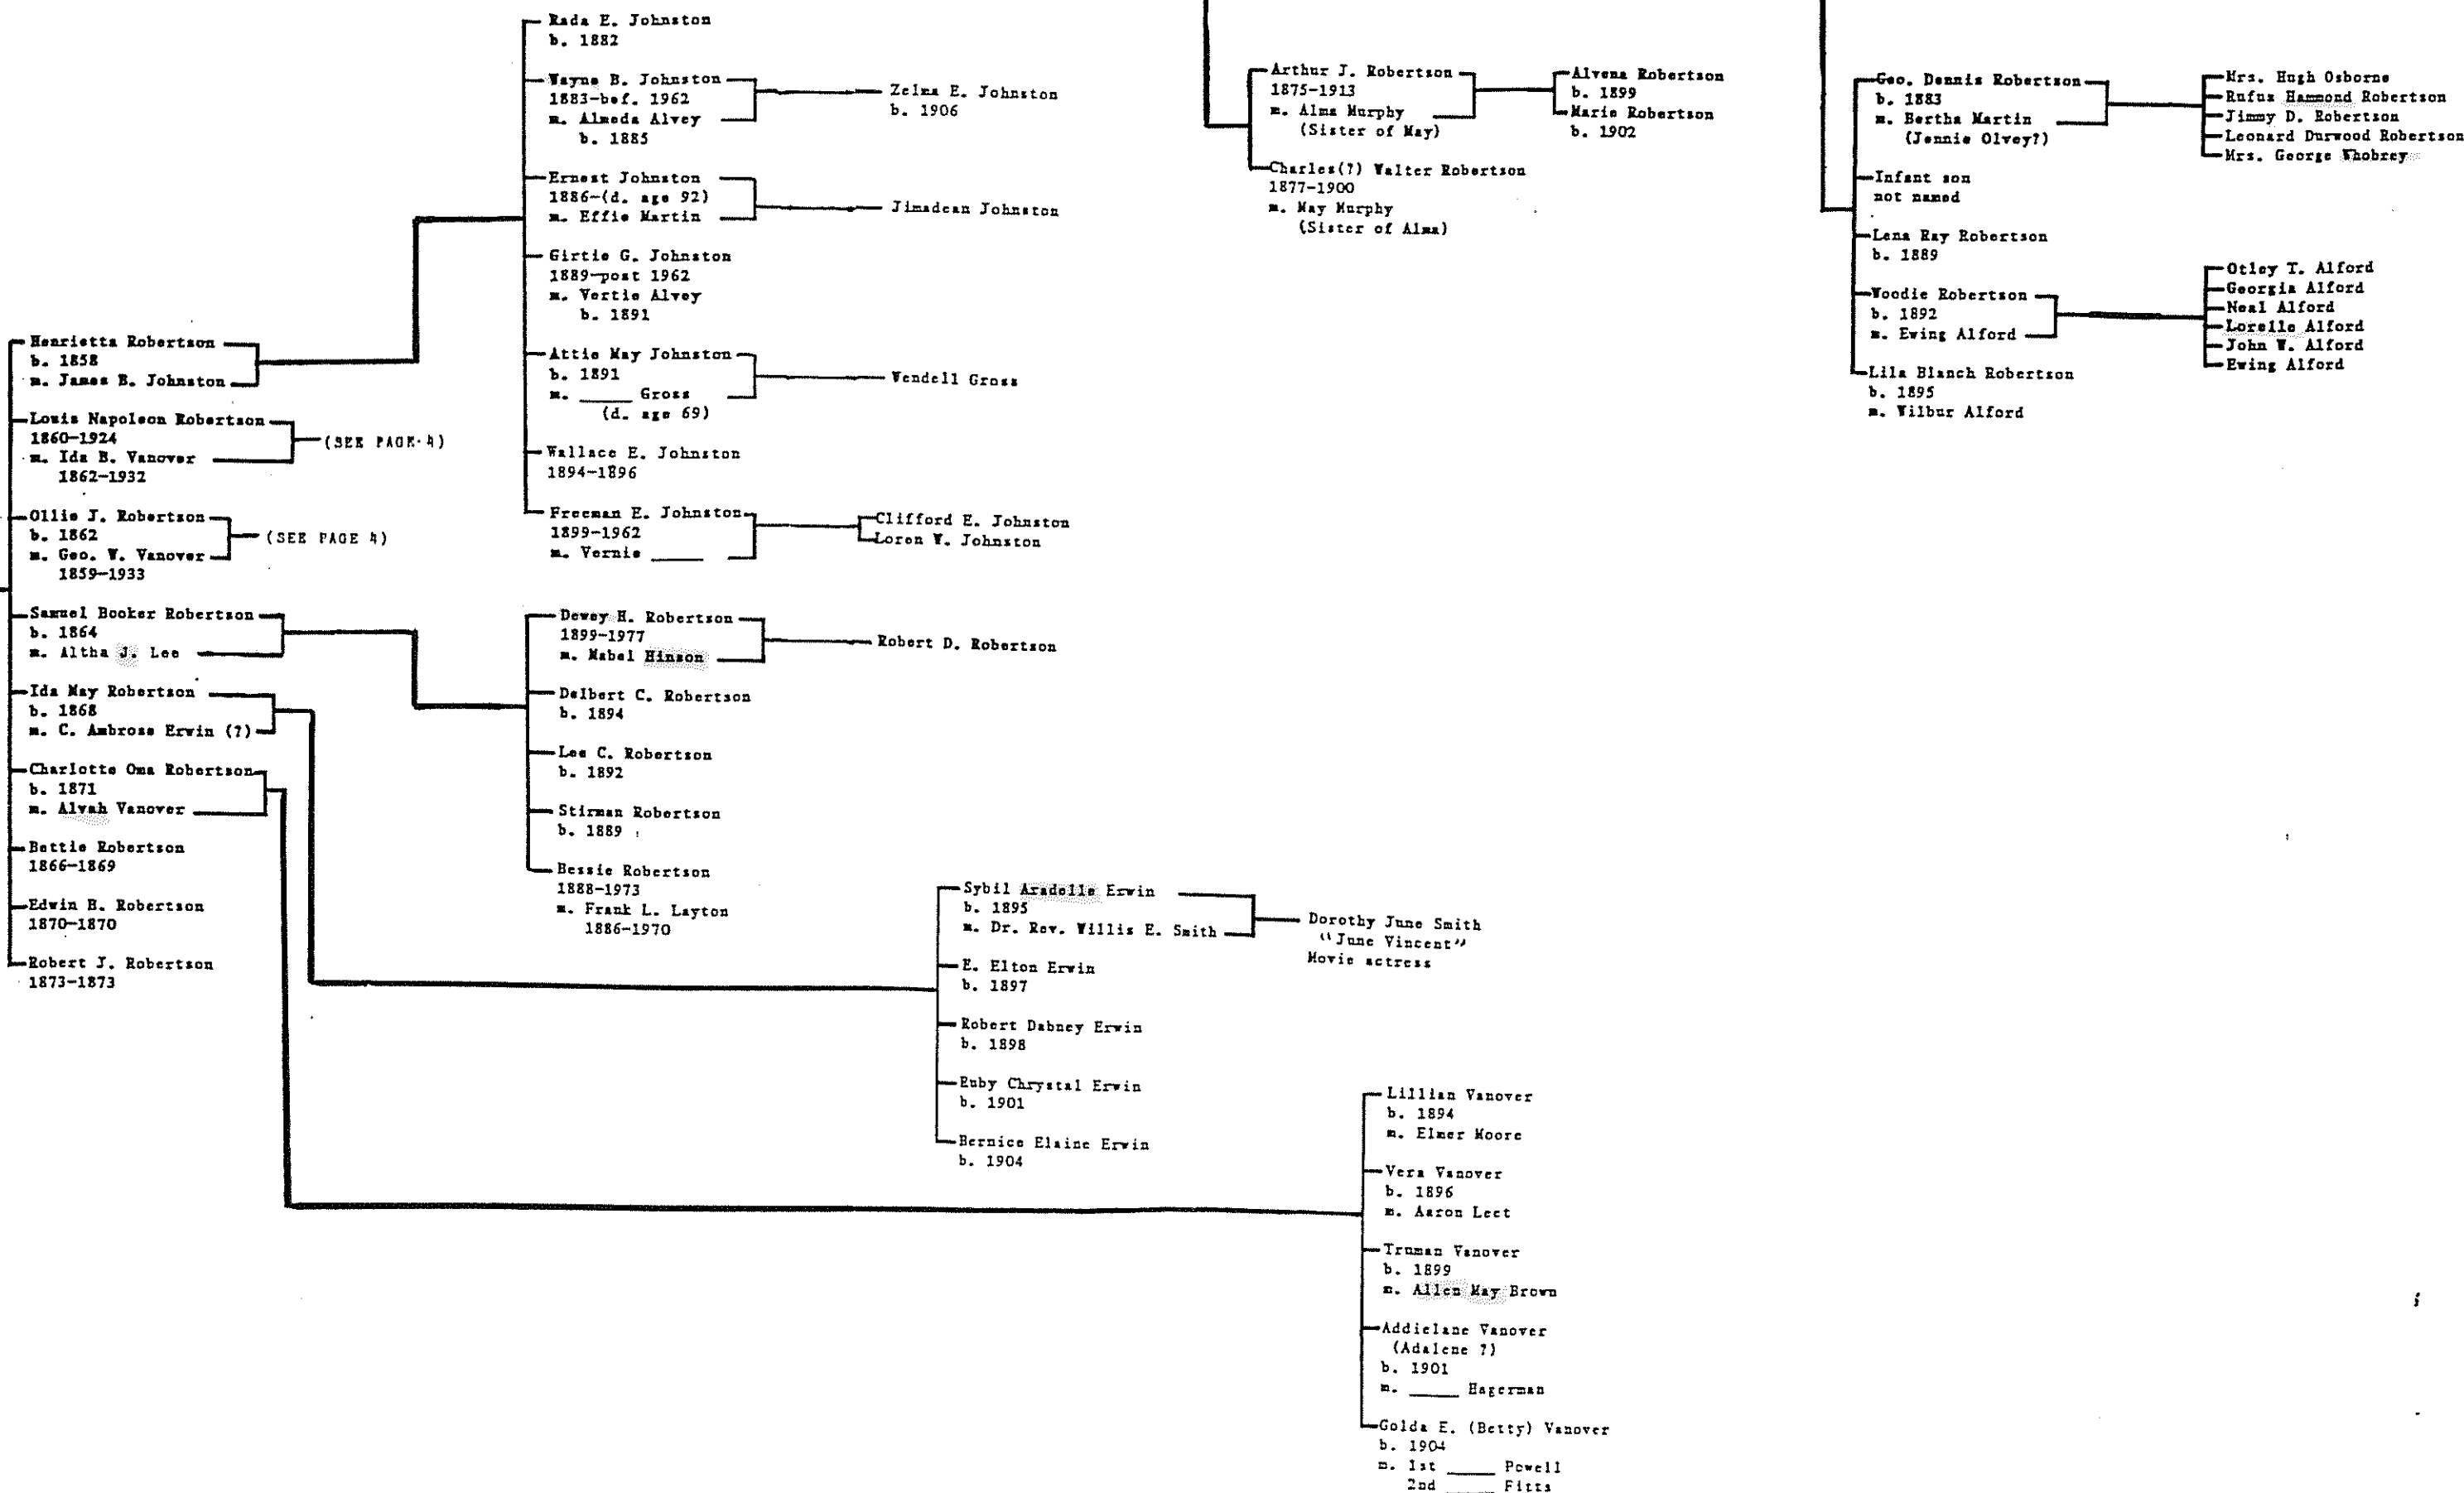 Rada E. Johnston
b. 1882
Wayne B. Johnston
1883-bef. 1962
m. Almeda Alvey
b. 1885
Zelma E. Johnston
b. 1906
Ernest Johnston
1886-(d. age 92)
m. Effie Martin
Jimadean Johnston
Girtie G. Johnston
1889-post 1962
m. Vertie Alvey
b. 1891
Attie May Johnston
b. 1891
m. _____ Gross
(d. age 69)
Wendell Gross
Wallace E. Johnston
1894-1896
Freeman E. Johnston
1899-1962
m. Vernie _____
Clifford E. Johnston
Loren W. Johnston
Henrietta Robertson
b. 1858
m. James B. Johnston
Louis Napoleon Robertson
1860-1924
m. Ida B. Vanover
1862-1932
(SEE PAGE 4)
Ollie J. Robertson
b. 1862
m. Geo. W. Vanover
1859-1933
(SEE PAGE 4)
Samuel Booker Robertson
b. 1864
m. Altha J. Lee
Ida May Robertson
b. 1868
m. C. Ambrose Erwin (?)
Charlotte Oma Robertson
b. 1871
m. Alvah Vanover
Bettie Robertson
1866-1869
Edwin B. Robertson
1870-1870
Robert J. Robertson
1873-1873
Dewey H. Robertson
1899-1977
m. Mabel Hinson
Robert D. Robertson
Delbert C. Robertson
b. 1894
Lee C. Robertson
b. 1892
Stirman Robertson
b. 1889
Bessie Robertson
1888-1973
m. Frank L. Layton
1886-1970
Sybil Aradelle Erwin
b. 1895
m. Dr. Rev. Willis E. Smith
Dorothy June Smith
"June Vincent"
Movie actress
E. Elton Erwin
b. 1897
Robert Dabney Erwin
b. 1898
Ruby Chrystal Erwin
b. 1901
Bernice Elaine Erwin
b. 1904
Lillian Vanover
b. 1894
m. Elmer Moore
Vera Vanover
b. 1896
m. Aaron Leet
Truman Vanover
b. 1899
m. Allen May Brown
Addielane Vanover
(Adalene ?)
b. 1901
m. _____ Hagerman
Golda E. (Betty) Vanover
b. 1904
m. 1st _____ Powell
2nd _____ Fitts
Arthur J. Robertson
1875-1913
m. Alma Murphy
(Sister of May)
Alvena Robertson
b. 1899
Marie Robertson
b. 1902
Charles(?) Walter Robertson
1877-1900
m. May Murphy
(Sister of Alma)
Geo. Dennis Robertson
b. 1883
m. Bertha Martin
(Jennie Olvey?)
Mrs. Hugh Osborne
Rufus Hammond Robertson
Jimmy D. Robertson
Leonard Durwood Robertson
Mrs. George Whobrey
Infant son
not named
Lena Ray Robertson
b. 1889
Woodie Robertson
b. 1892
m. Ewing Alford
Otley T. Alford
Georgia Alford
Neal Alford
Lorelle Alford
John W. Alford
Ewing Alford
Lila Blanch Robertson
b. 1895
m. Wilbur Alford